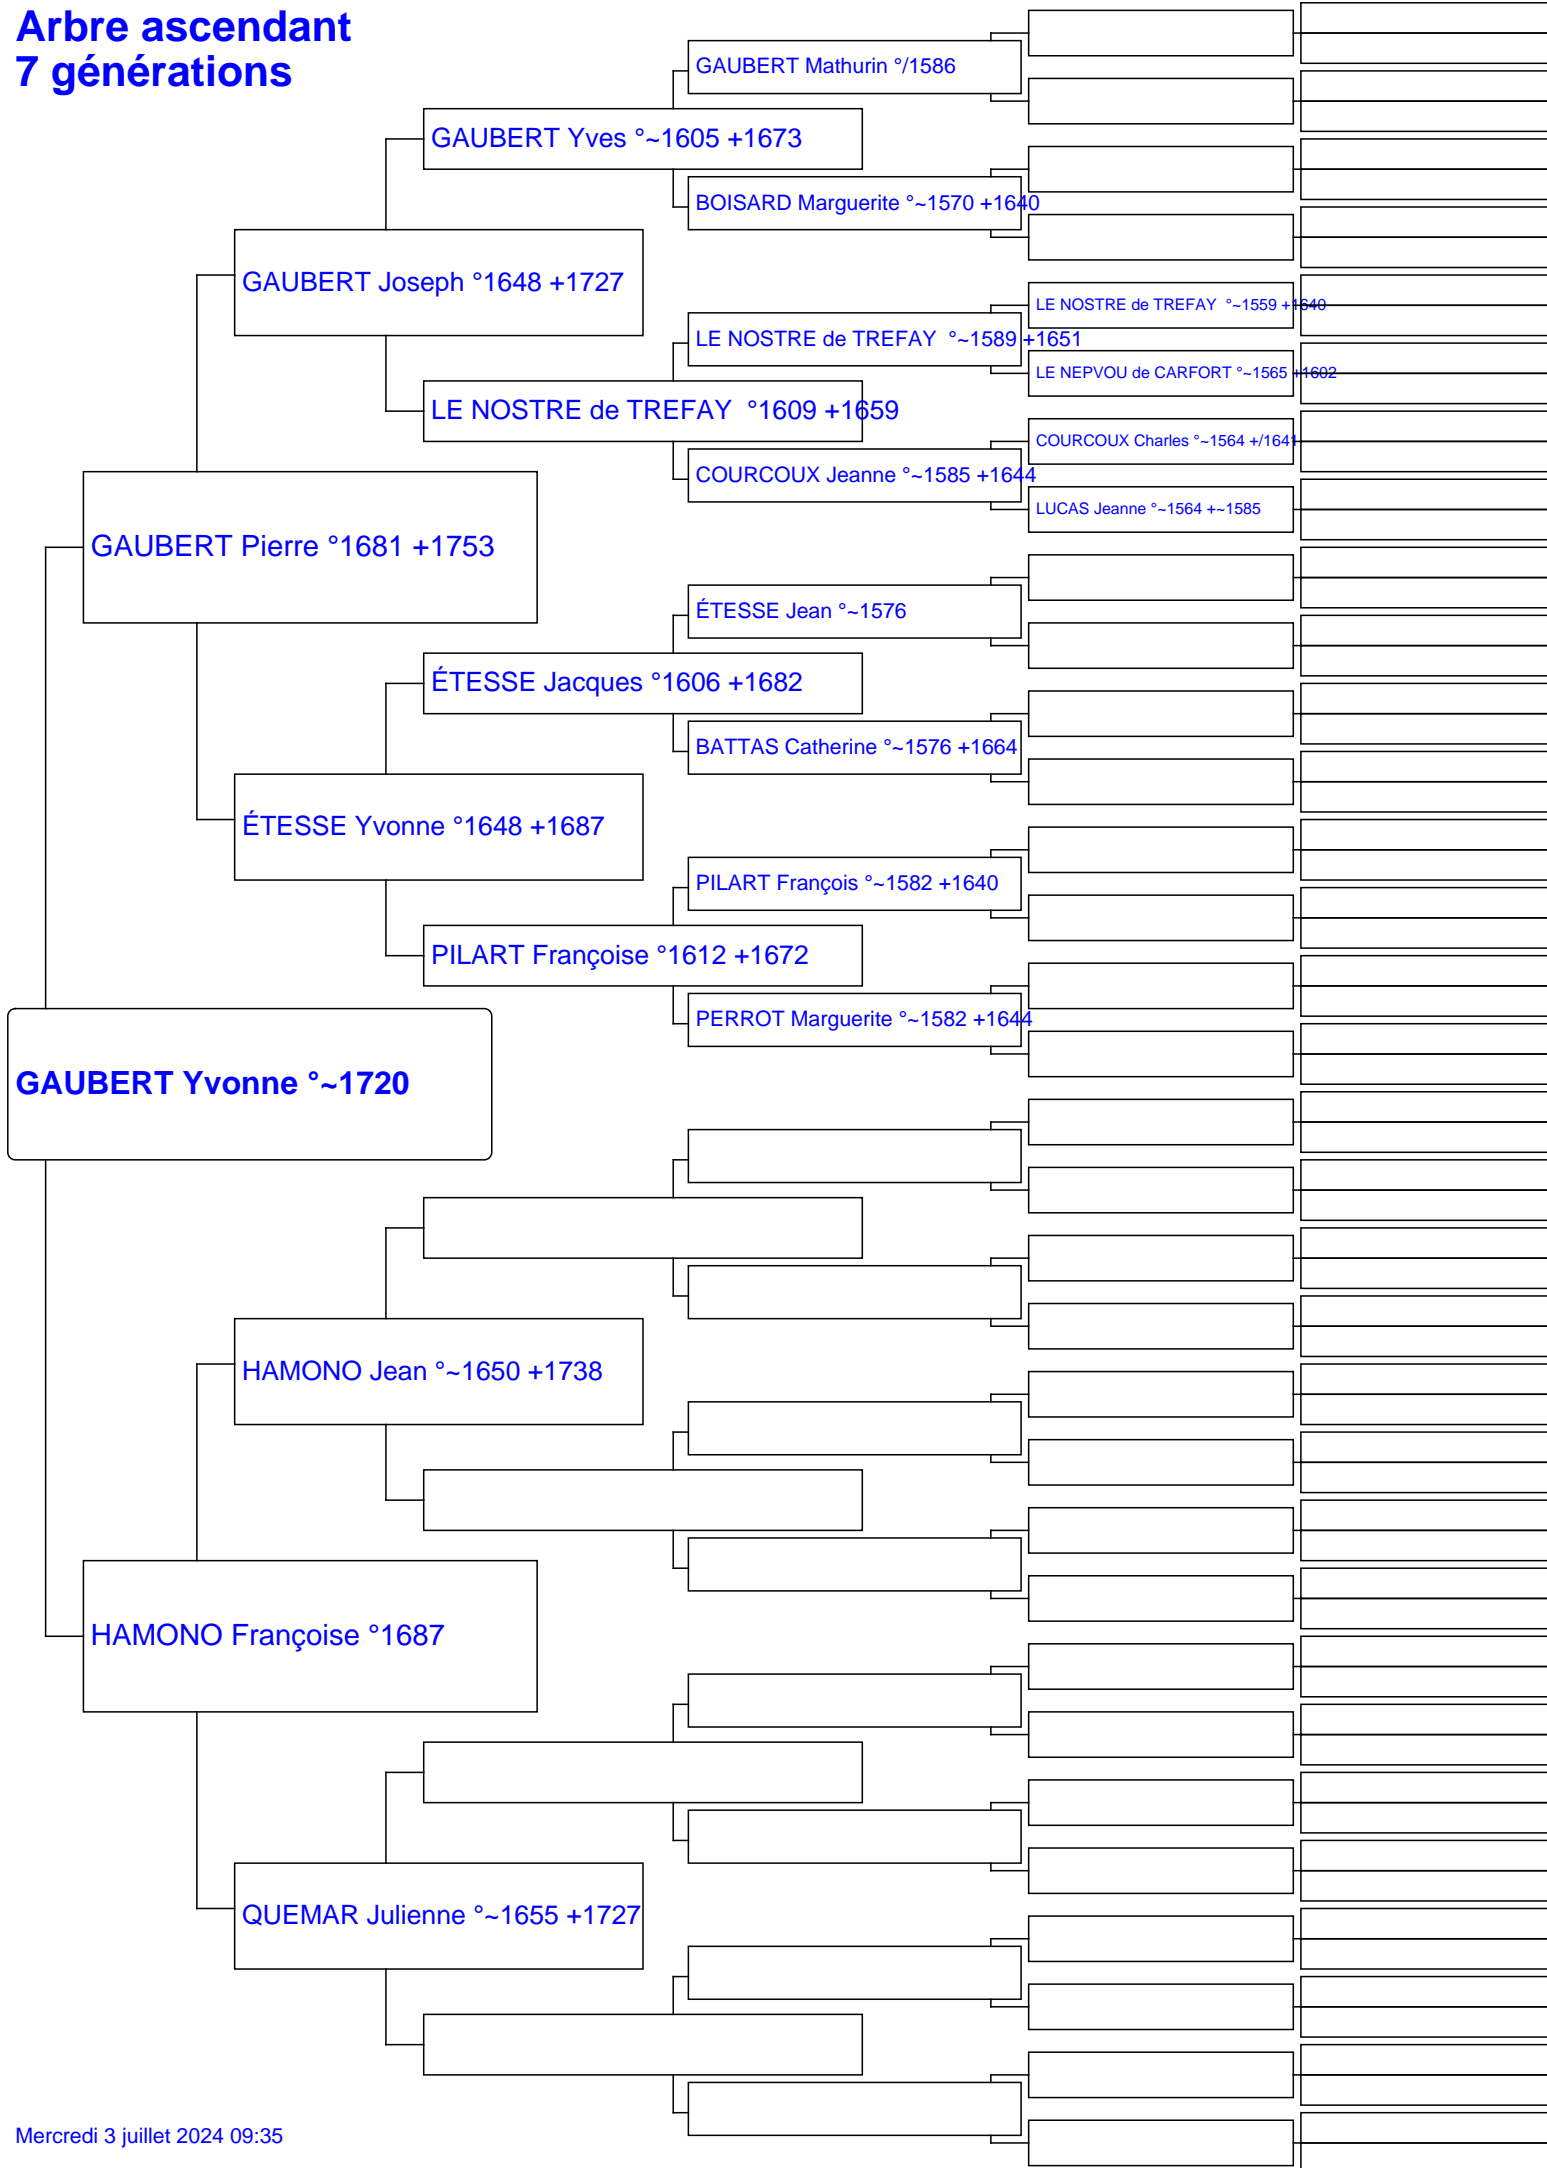 Arbre ascendant
7 générations
GAUBERT Mathurin °/1586
GAUBERT Yves °~1605 +1673
BOISARD Marguerite °~1570 +1640
GAUBERT Joseph °1648 +1727
LE NOSTRE de TREFAY °~1559 +1640
LE NOSTRE de TREFAY °~1589 +1651
LE NEPVOU de CARFORT °~1565 +1602
LE NOSTRE de TREFAY °1609 +1659
COURCOUX Charles °~1564 +/1641
COURCOUX Jeanne °~1585 +1644
LUCAS Jeanne °~1564 +~1585
GAUBERT Pierre °1681 +1753
ÉTESSE Jean °~1576
ÉTESSE Jacques °1606 +1682
BATTAS Catherine °~1576 +1664
ÉTESSE Yvonne °1648 +1687
PILART François °~1582 +1640
PILART Françoise °1612 +1672
PERROT Marguerite °~1582 +1644
GAUBERT Yvonne °~1720
HAMONO Jean °~1650 +1738
HAMONO Françoise °1687
QUEMAR Julienne °~1655 +1727
Mercredi 3 juillet 2024 09:35